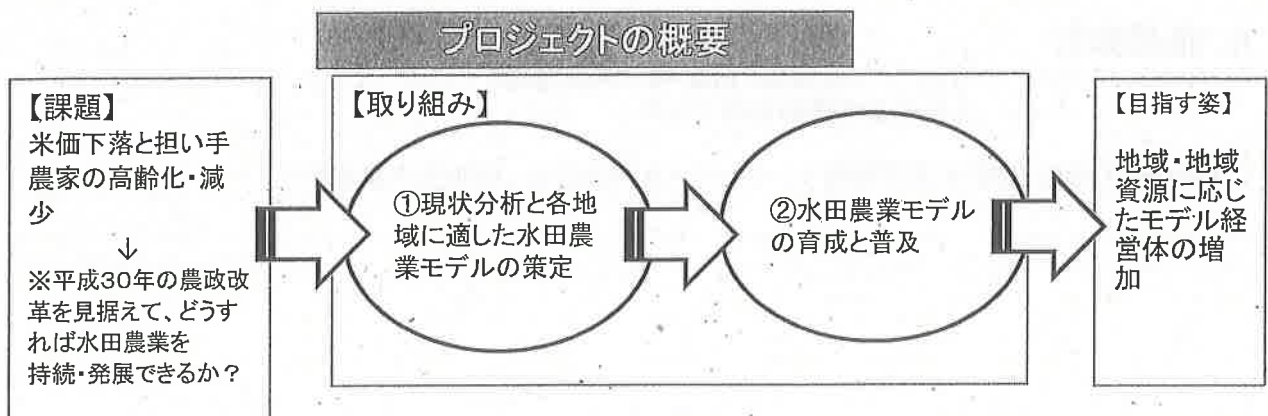 プロジェクトの概要
【課題】
米価下落と担い手
農家の高齢化・減
少
↓
※平成30年の農政改
革を見据えて、どうす
れば水田農業を
持続・発展できるか?
【取り組み】
①現状分析と各地
域に適した水田農
業モデルの策定
②水田農業モデル
の育成と普及
【目指す姿】
地域・地域
資源に応じ
たモデル経
営体の増
加